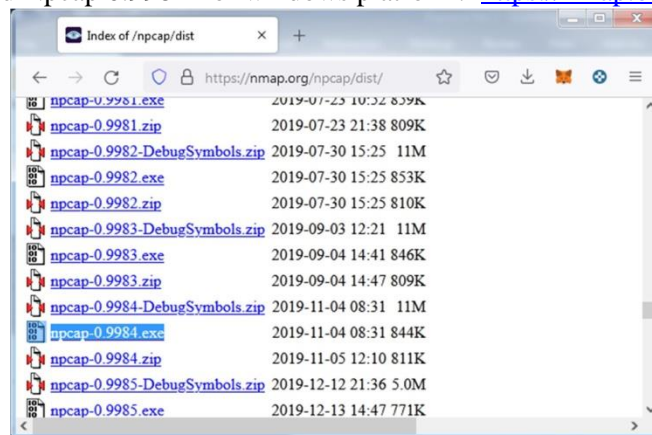 Index of /npcap/dist
https://nmap.org/npcap/dist/
npcap-0.9981.exe 2019-07-23 10:52 859K
npcap-0.9981.zip 2019-07-23 21:38 809K
npcap-0.9982-DebugSymbols.zip 2019-07-30 15:25 11M
npcap-0.9982.exe 2019-07-30 15:25 853K
npcap-0.9982.zip 2019-07-30 15:25 810K
npcap-0.9983-DebugSymbols.zip 2019-09-03 12:21 11M
npcap-0.9983.exe 2019-09-04 14:41 846K
npcap-0.9983.zip 2019-09-04 14:47 809K
npcap-0.9984-DebugSymbols.zip 2019-11-04 08:31 11M
npcap-0.9984.exe 2019-11-04 08:31 844K
npcap-0.9984.zip 2019-11-05 12:10 811K
npcap-0.9985-DebugSymbols.zip 2019-12-12 21:36 5.0M
npcap-0.9985.exe 2019-12-13 14:47 771K